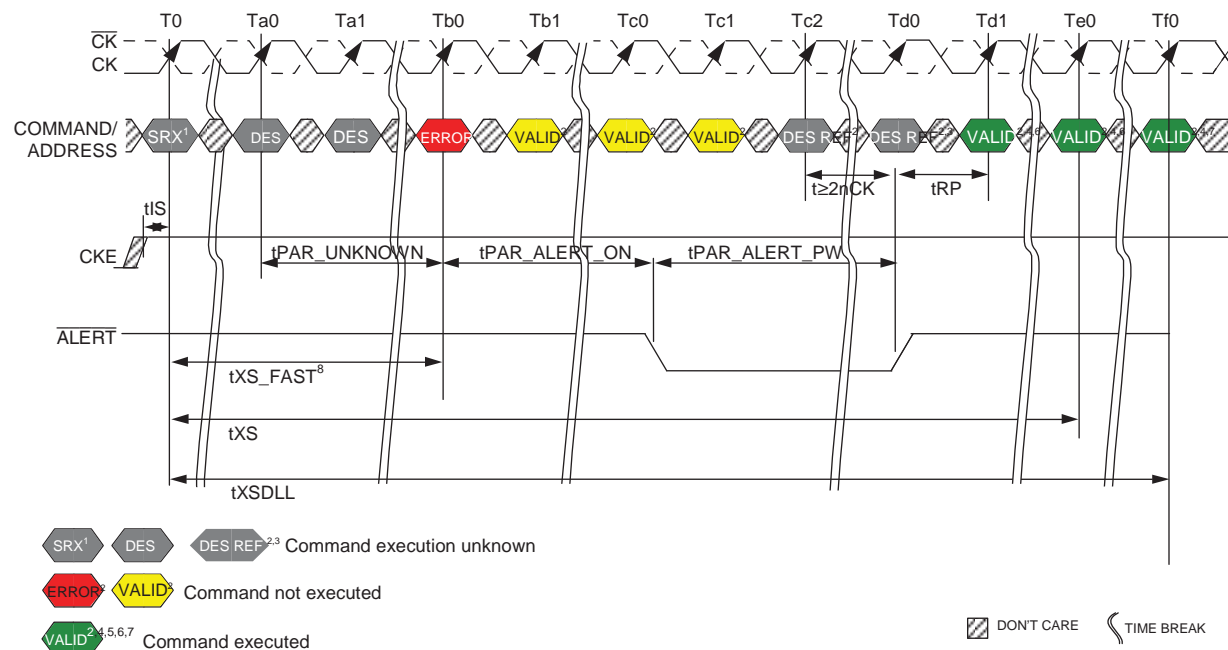 T0 Ta0 Ta1 Tb0 Tb1 Tc0 Tc1 Tc2 Td0 Td1 Te0 Tf0
CK
CK
COMMAND/
ADDRESS
SRX1 DES DES ERROR VALID2 VALID2 VALID2 DES REF2 DES REF2,3 VALID2,4,6 VALID2,4,6 VALID2,4,7
t≥2nCK tRP
tIS
CKE
tPAR_UNKNOWN tPAR_ALERT_ON tPAR_ALERT_PW
ALERT
tXS_FAST8
tXS
tXSDLL
SRX1 DES DES REF2,3 Command execution unknown
ERROR2 VALID2 Command not executed
VALID2,4,5,6,7 Command executed
DON'T CARE TIME BREAK